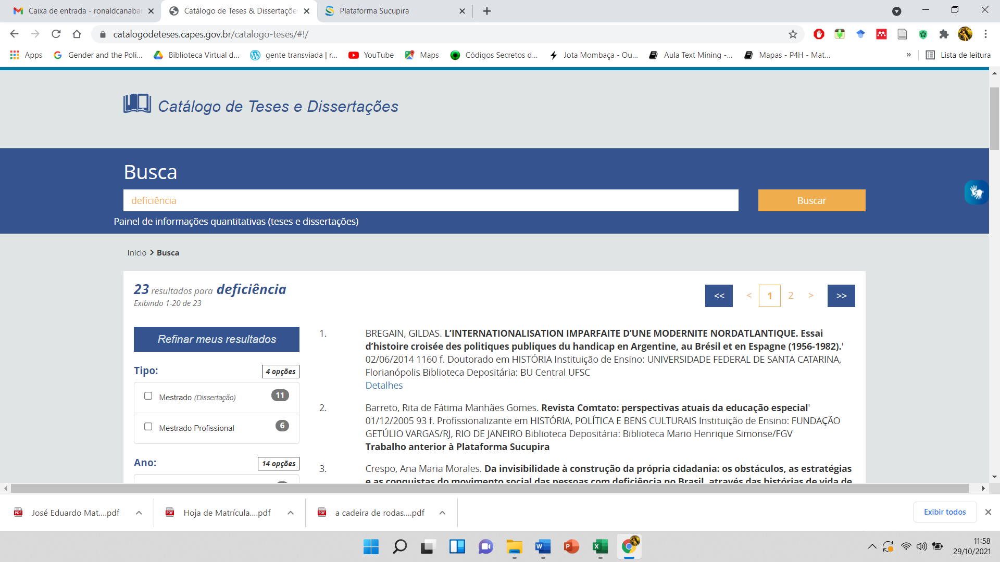 Caixa de entrada - ronaldcanabar
Catálogo de Teses & Dissertaçõe
Plataforma Sucupira
catalogodeteses.capes.gov.br/catalogo-teses/#!/
Apps
Gender and the Poli...
Biblioteca Virtual d...
gente transviada | r...
YouTube
Maps
Códigos Secretos d...
Jota Mombaça - Ou...
Aula Text Mining -...
Mapas - P4H - Mat...
»
Lista de leitura
Catálogo de Teses e Dissertações
Busca
deficiência
Buscar
Painel de informações quantitativas (teses e dissertações)
Inicio > Busca
23 resultados para deficiência
Exibindo 1-20 de 23
<< < 1 2 > >>
Refinar meus resultados
Tipo:
4 opções
Mestrado (Dissertação)
11
Mestrado Profissional
6
Ano:
14 opções
1.
BREGAIN, GILDAS. L’INTERNATIONALISATION IMPARFAITE D’UNE MODERNITE NORDATLANTIQUE. Essai
d’histoire croisée des politiques publiques du handicap en Argentine, au Brésil et en Espagne (1956-1982).'
02/06/2014 1160 f. Doutorado em HISTÓRIA Instituição de Ensino: UNIVERSIDADE FEDERAL DE SANTA CATARINA,
Florianópolis Biblioteca Depositária: BU Central UFSC
Detalhes
2.
Barreto, Rita de Fátima Manhães Gomes. Revista Comtato: perspectivas atuais da educação especial'
01/12/2005 93 f. Profissionalizante em HISTÓRIA, POLÍTICA E BENS CULTURAIS Instituição de Ensino: FUNDAÇÃO
GETÚLIO VARGAS/RJ, RIO DE JANEIRO Biblioteca Depositária: Biblioteca Mario Henrique Simonse/FGV
Trabalho anterior à Plataforma Sucupira
3.
Crespo, Ana Maria Morales. Da invisibilidade à construção da própria cidadania: os obstáculos, as estratégias
e as conquistas do movimento social das pessoas com deficiência no Brasil, através das histórias de vida de
José Eduardo Mat....pdf
Hoja de Matrícula....pdf
a cadeira de rodas....pdf
Exibir todos
11:58
29/10/2021